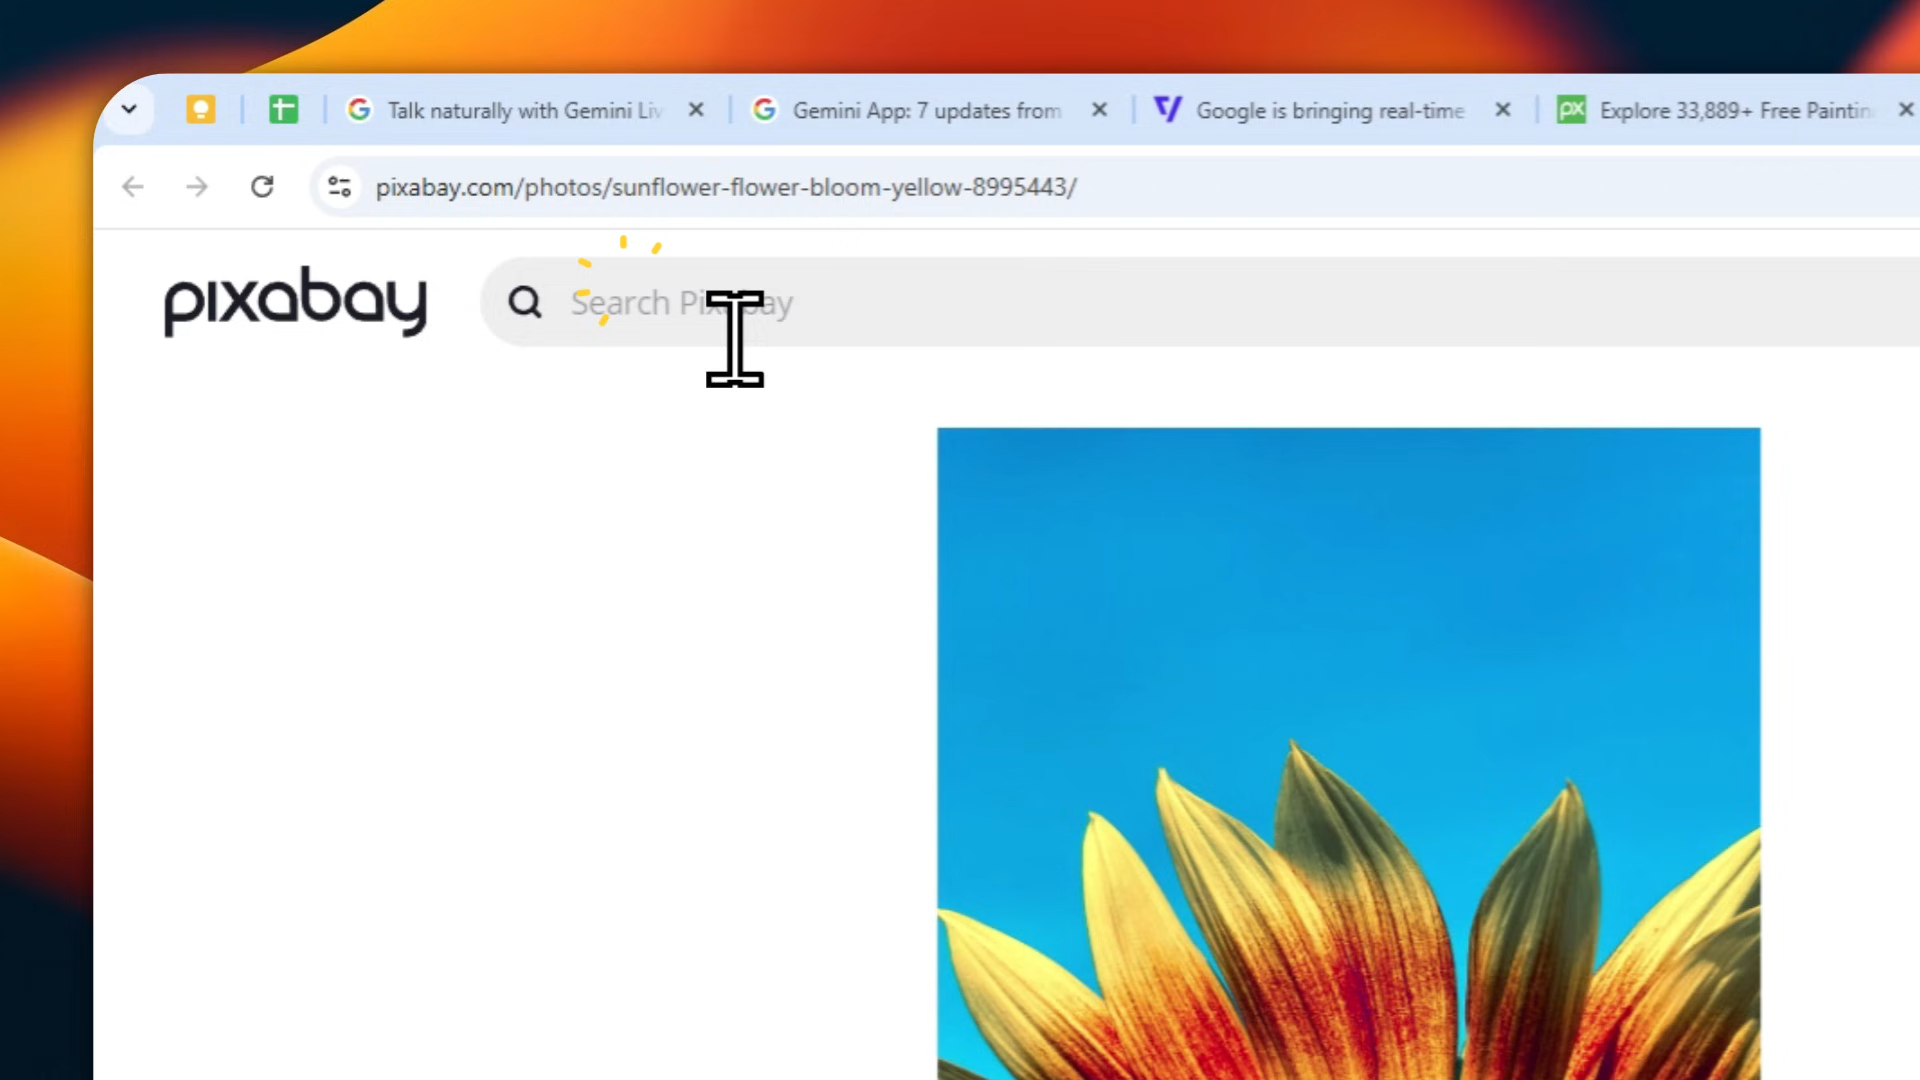 Talk naturally with Gemini Liv
Gemini App: 7 updates from
Google is bringing real-time
px Explore 33,889+ Free Paintin
pixabay.com/photos/sunflower-flower-bloom-yellow-8995443/
pixabay
Search Pixabay